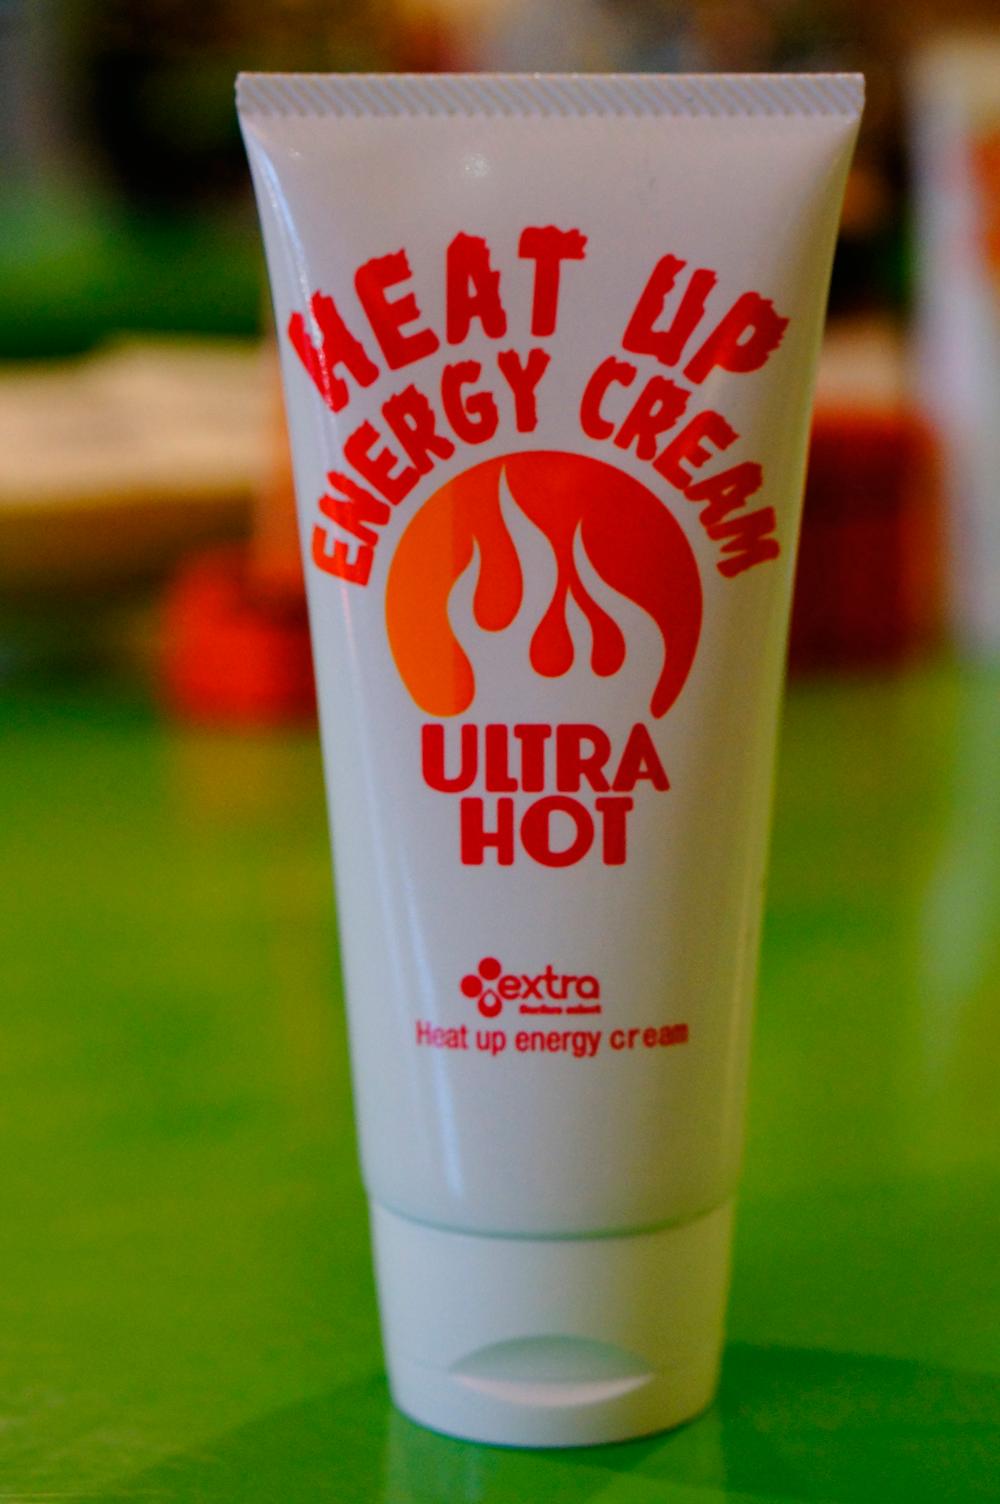 HEAT UP
ENERGY CREAM
ULTRA
HOT
extra
Heat up energy cream